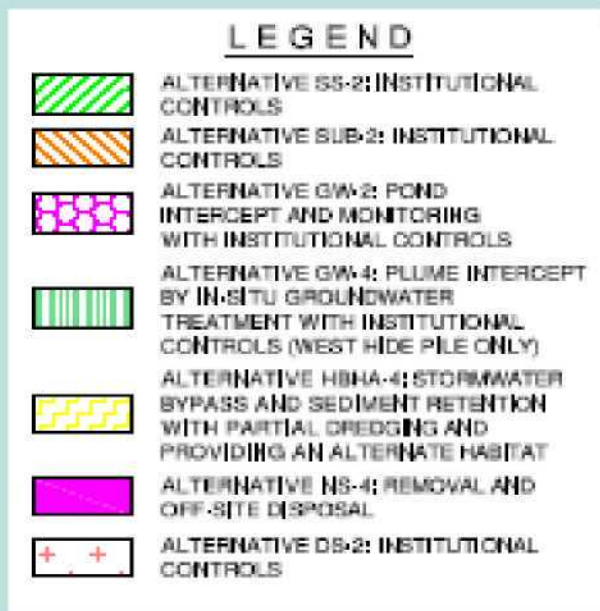 LEGEND
ALTERNATIVE SS-2: INSTITUTIONAL
CONTROLS
ALTERNATIVE SUB-2: INSTITUTIONAL
CONTROLS
ALTERNATIVE GW-2: POND
INTERCEPT AND MONITORING
WITH INSTITUTIONAL CONTROLS
ALTERNATIVE GW-4: PLUME INTERCEPT
BY IN-SITU GROUNDWATER
TREATMENT WITH INSTITUTIONAL
CONTROLS (WEST HIDE PILE ONLY)
ALTERNATIVE HBHA-4: STORMWATER
BYPASS AND SEDIMENT RETENTION
WITH PARTIAL DREDGING AND
PROVIDING AN ALTERNATE HABITAT
ALTERNATIVE NS-4: REMOVAL AND
OFF-SITE DISPOSAL
ALTERNATIVE DS-2: INSTITUTIONAL
CONTROLS